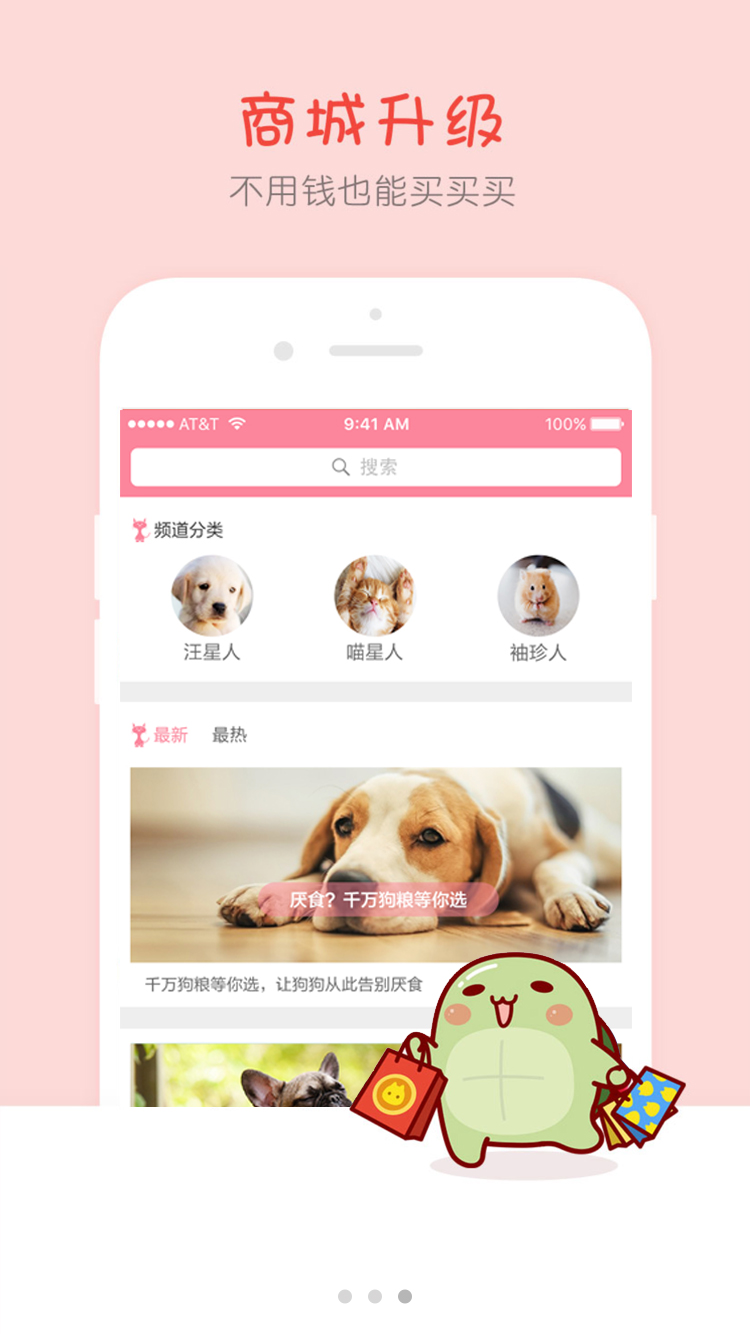 商城升级
不用钱也能买买买
AT&T 9:41 AM 100%
搜索
频道分类
汪星人 喵星人 袖珍人
最新 最热
厌食？千万狗粮等你选
千万狗粮等你选，让狗狗从此告别厌食